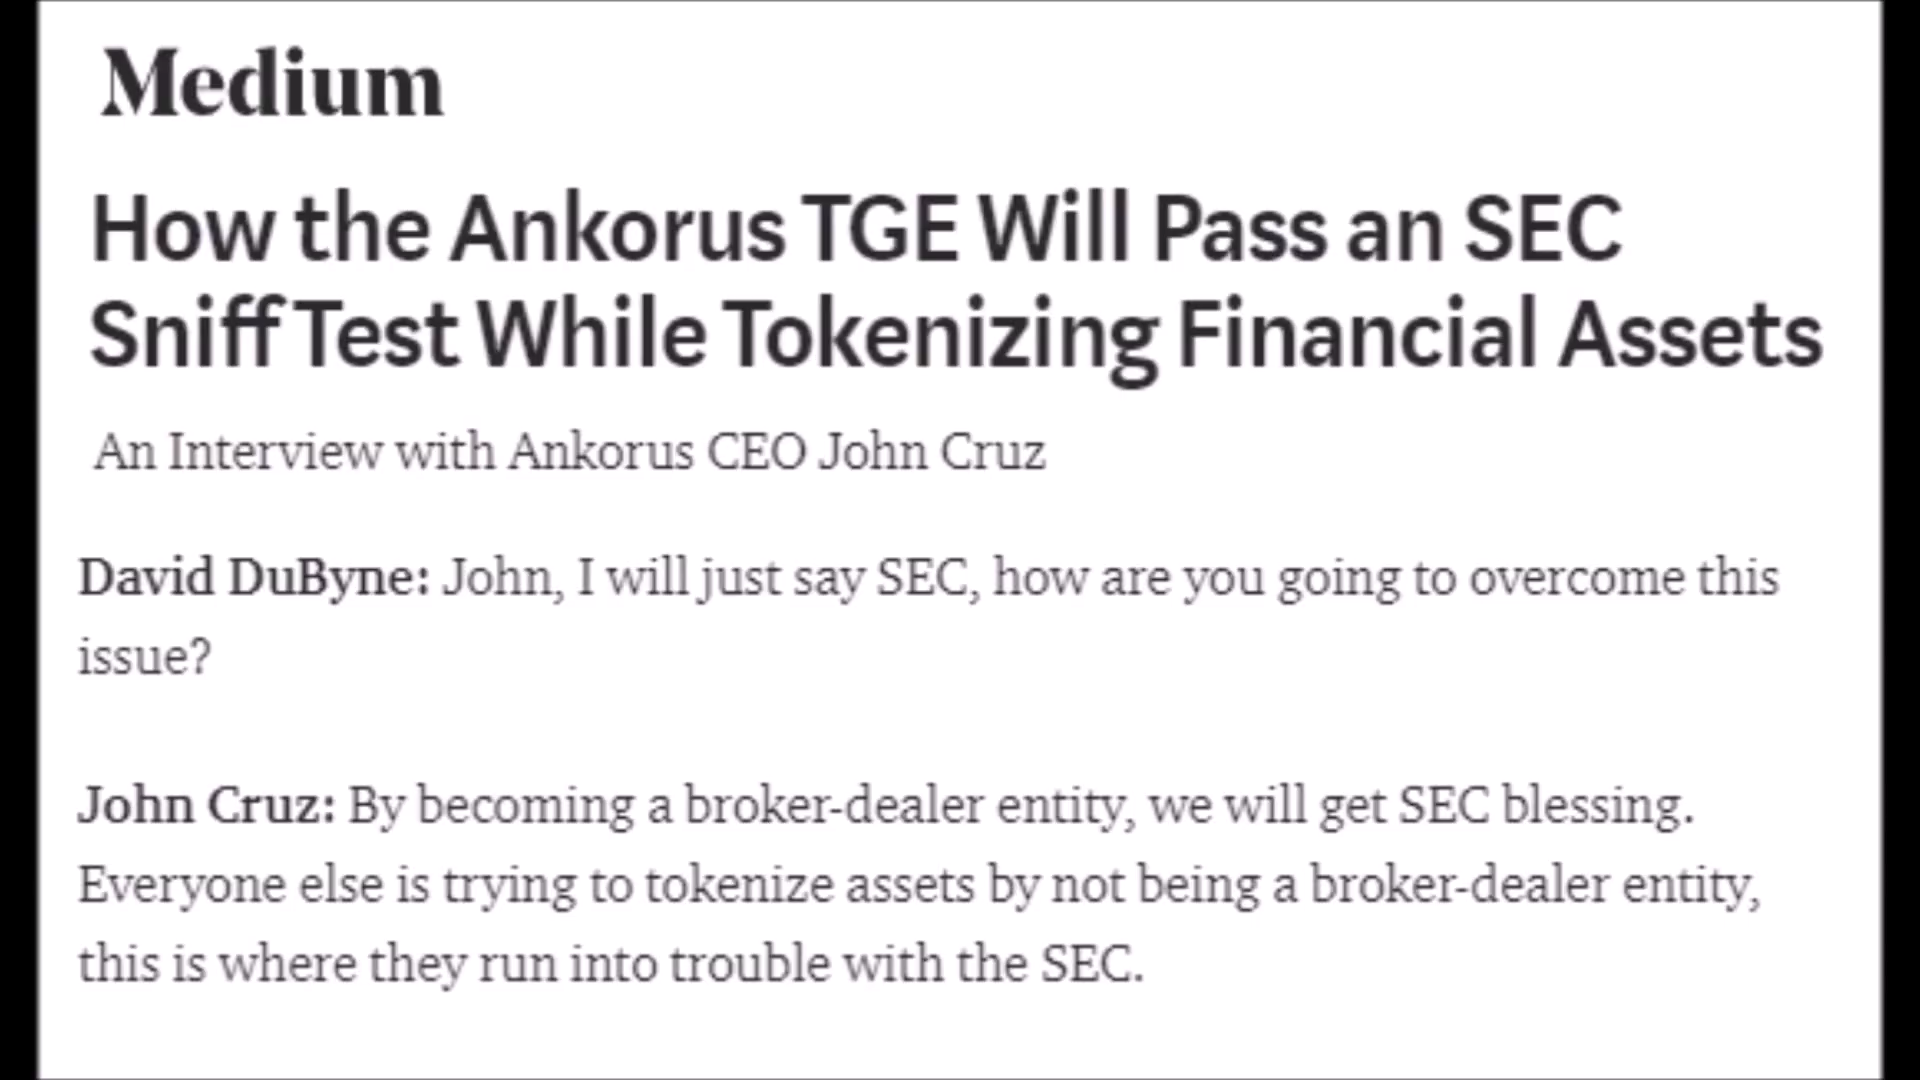 Medium
How the Ankorus TGE Will Pass an SEC
Sniff Test While Tokenizing Financial Assets
An Interview with Ankorus CEO John Cruz
David DuByne: John, I will just say SEC, how are you going to overcome this
issue?
John Cruz: By becoming a broker-dealer entity, we will get SEC blessing.
Everyone else is trying to tokenize assets by not being a broker-dealer entity,
this is where they run into trouble with the SEC.